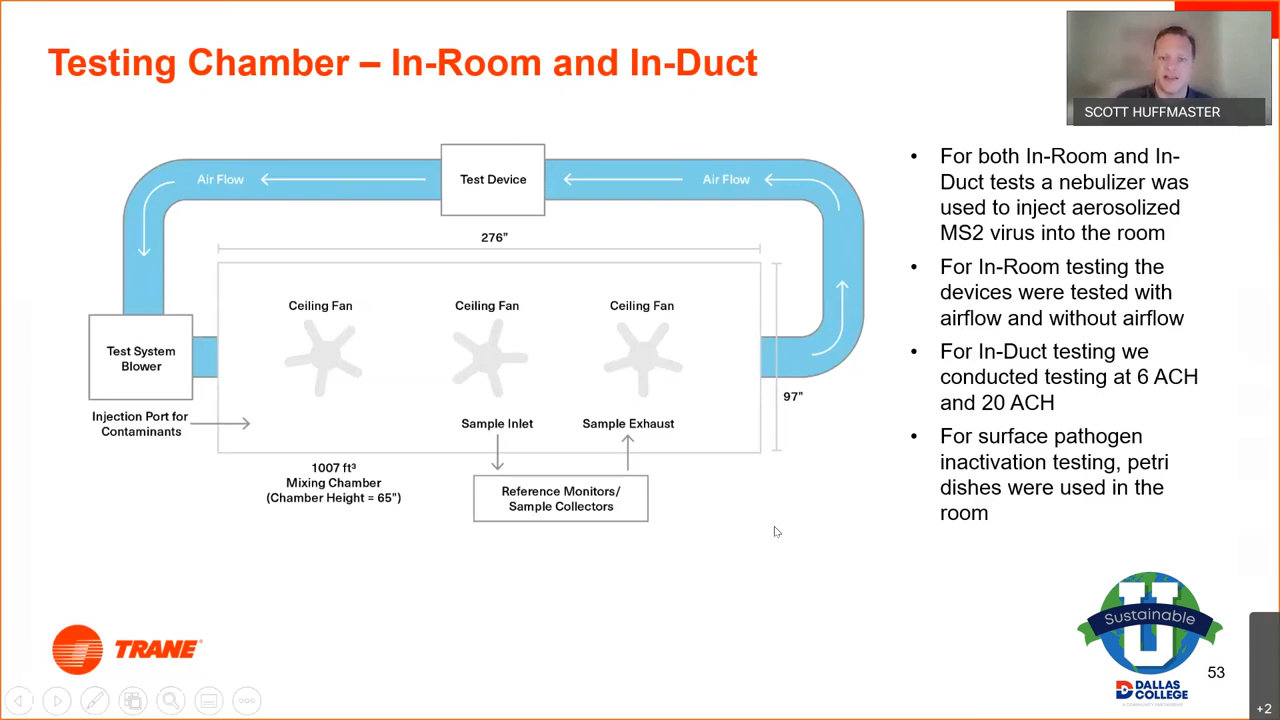 Testing Chamber – In-Room and In-Duct
SCOTT HUFFMASTER
Air Flow
Test Device
Air Flow
276”
Ceiling Fan
Ceiling Fan
Ceiling Fan
Test System
Blower
97”
Injection Port for
Contaminants
Sample Inlet
Sample Exhaust
1007 ft³
Mixing Chamber
(Chamber Height = 65”)
Reference Monitors/
Sample Collectors
• For both In-Room and In-
Duct tests a nebulizer was
used to inject aerosolized
MS2 virus into the room
• For In-Room testing the
devices were tested with
airflow and without airflow
• For In-Duct testing we
conducted testing at 6 ACH
and 20 ACH
• For surface pathogen
inactivation testing, petri
dishes were used in the
room
TRANE
U
Sustainable
DALLAS
COLLEGE
A COMMUNITY PARTNERSHIP
53
+2